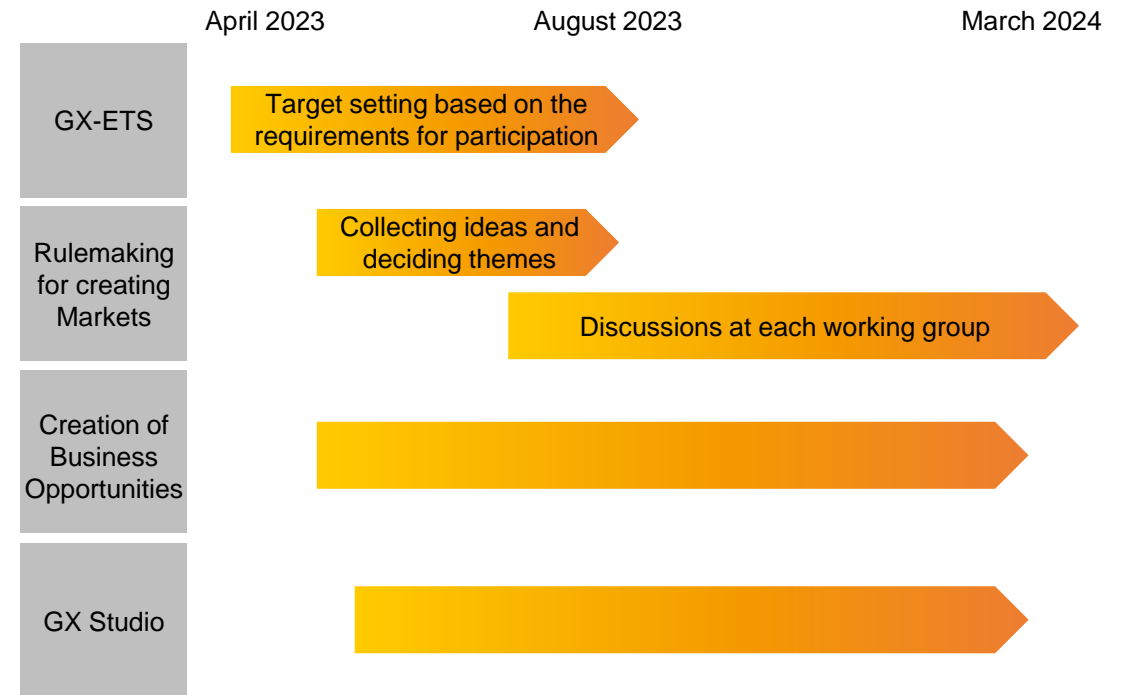 April 2023
August 2023
March 2024
GX-ETS
Target setting based on the
requirements for participation
Rulemaking
for creating
Markets
Collecting ideas and
deciding themes
Discussions at each working group
Creation of
Business
Opportunities
GX Studio